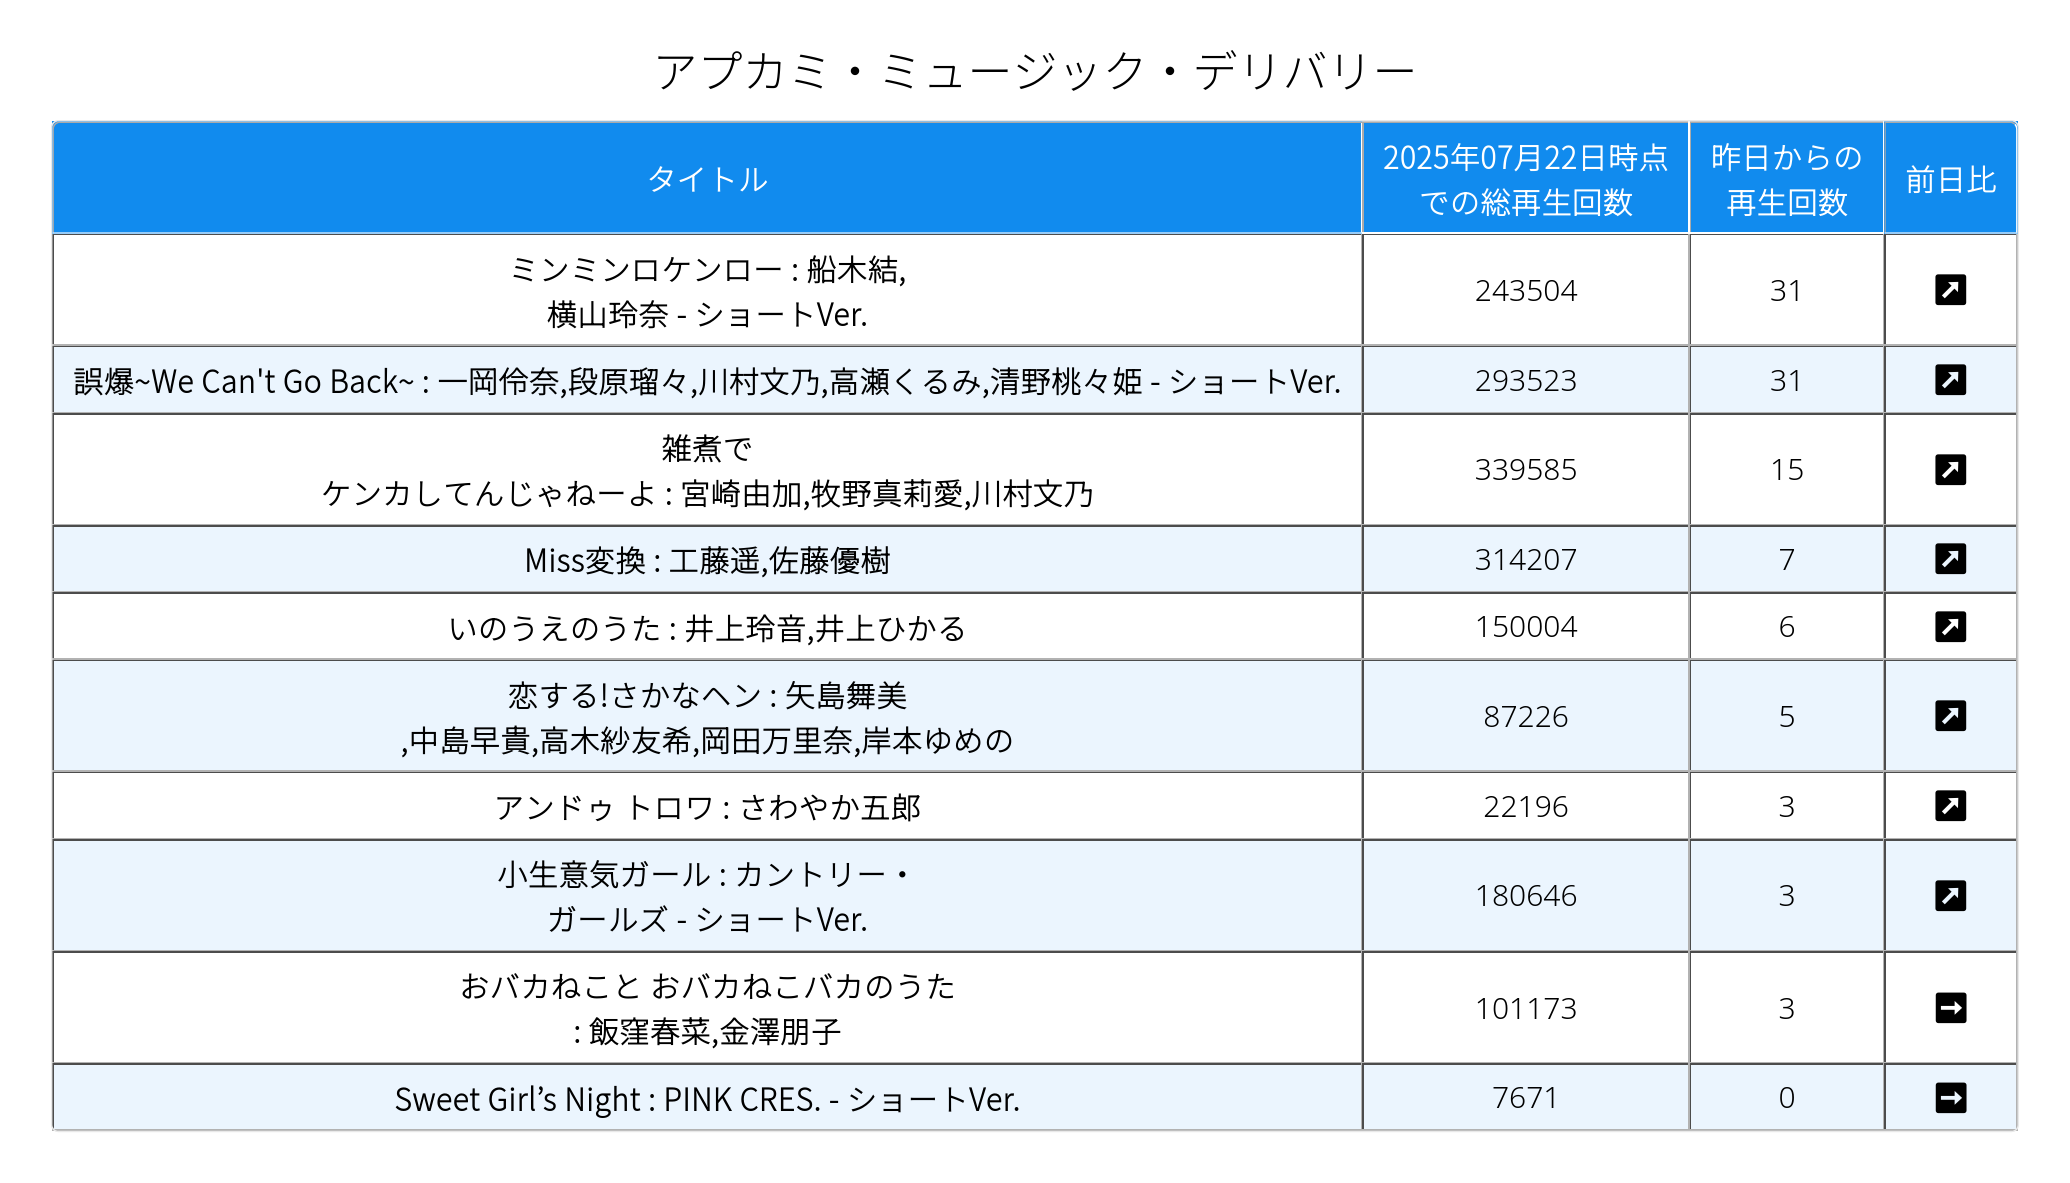 アプカミ・ミュージック・デリバリー
タイトル
2025年07月22日時点
での総再生回数
昨日からの
再生回数
前日比
ミンミンロケンロー : 船木結,
横山玲奈 - ショートVer.
243504
31
誤爆~We Can't Go Back~ : 一岡伶奈,段原瑠々,川村文乃,高瀬くるみ,清野桃々姫 - ショートVer.
293523
31
雑煮で
ケンカしてんじゃねーよ : 宮崎由加,牧野真莉愛,川村文乃
339585
15
Miss変換 : 工藤遥,佐藤優樹
314207
7
いのうえのうた : 井上玲音,井上ひかる
150004
6
恋する!さかなヘン : 矢島舞美
,中島早貴,高木紗友希,岡田万里奈,岸本ゆめの
87226
5
アンドゥ トロワ : さわやか五郎
22196
3
小生意気ガール : カントリー・
ガールズ - ショートVer.
180646
3
おバカねこと おバカねこバカのうた
: 飯窪春菜,金澤朋子
101173
3
Sweet Girl’s Night : PINK CRES. - ショートVer.
7671
0